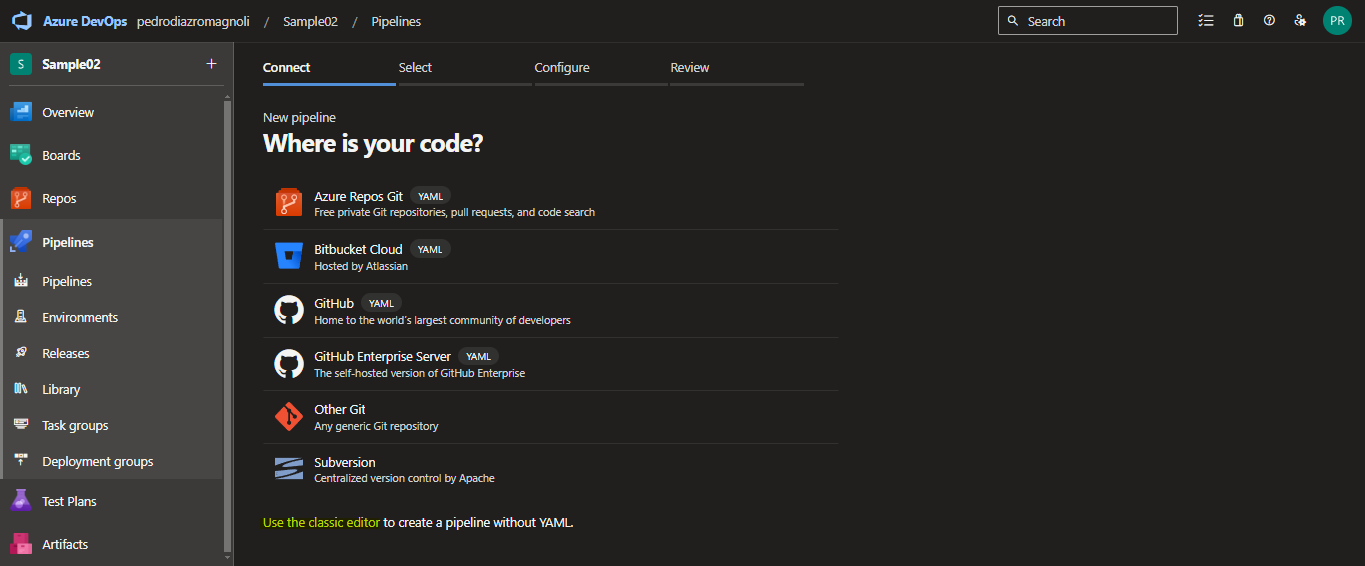 Azure DevOps pedrodiazromagnoli / Sample02 / Pipelines Search PR
S Sample02 +
Overview
Boards
Repos
Pipelines
Pipelines
Environments
Releases
Library
Task groups
Deployment groups
Test Plans
Artifacts
Connect Select Configure Review
New pipeline
Where is your code?
Azure Repos Git YAML
Free private Git repositories, pull requests, and code search
Bitbucket Cloud YAML
Hosted by Atlassian
GitHub YAML
Home to the world's largest community of developers
GitHub Enterprise Server YAML
The self-hosted version of GitHub Enterprise
Other Git
Any generic Git repository
Subversion
Centralized version control by Apache
Use the classic editor to create a pipeline without YAML.